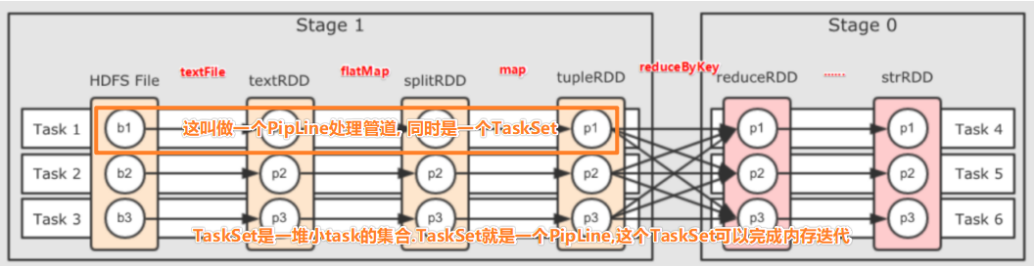 Stage 1
Stage 0
HDFS File
textFile
textRDD
flatMap
splitRDD
map
tupleRDD
reduceByKey
reduceRDD
......
strRDD
Task 1
b1
这叫做一个PipLine处理管道, 同时是一个TaskSet
p1
p1
p1
Task 4
Task 2
b2
p2
p2
p2
p2
p2
Task 5
Task 3
b3
p3
p3
p3
p3
p3
Task 6
TaskSet是一堆小task的集合.TaskSet就是一个PipLine,这个TaskSet可以完成内存迭代